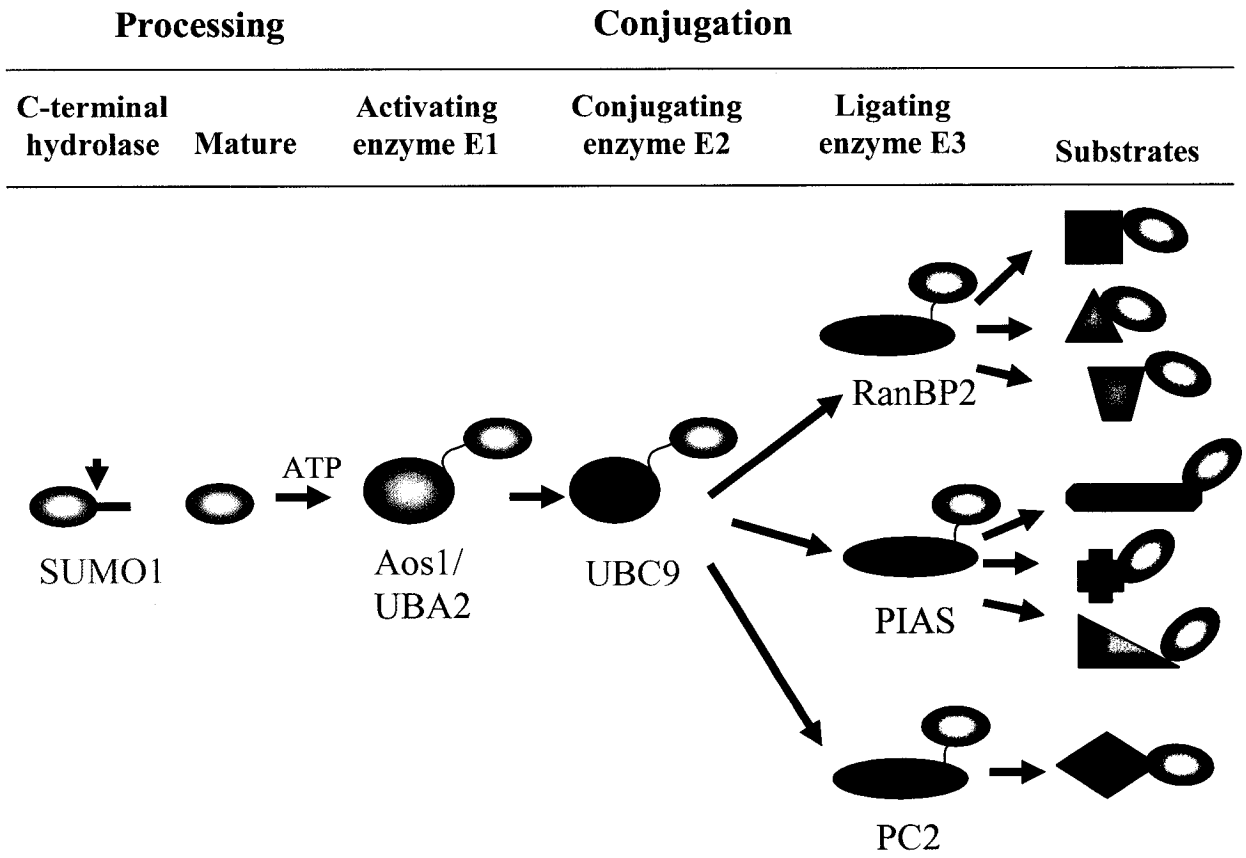 Processing
Conjugation
C-terminal
hydrolase
Mature
Activating
enzyme E1
Conjugating
enzyme E2
Ligating
enzyme E3
Substrates
RanBP2
ATP
SUMO1
Aos1/
UBA2
UBC9
PIAS
PC2